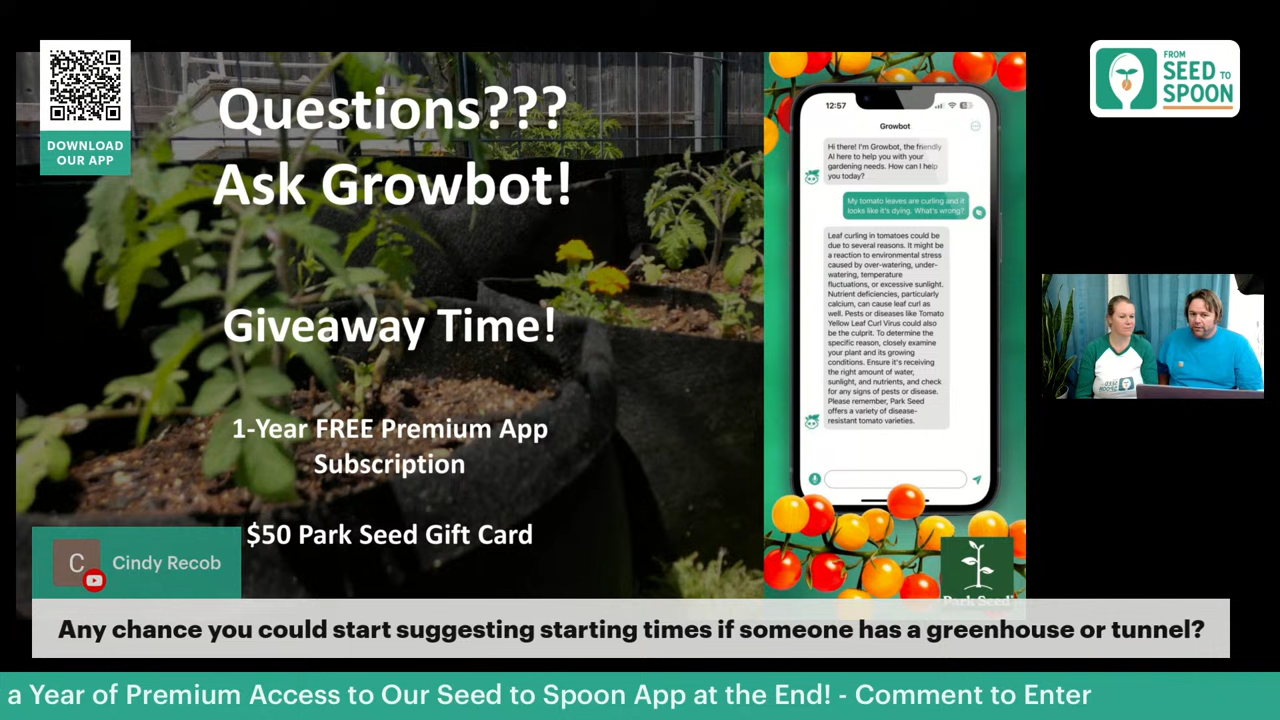 DOWNLOAD
OUR APP
Questions???
Ask Growbot!
Giveaway Time!
1-Year FREE Premium App
Subscription
$50 Park Seed Gift Card
12:57
Growbot
Hi there! I'm Growbot, the friendly
AI here to help you with your
gardening needs. How can I help
you today?
My tomato leaves are curling and it
looks like it's dying. What's wrong?
Leaf curling in tomatoes could be
due to several reasons. It might be
a reaction to environmental stress
caused by over-watering, under-
watering, temperature
fluctuations, or excessive sunlight.
Nutrient deficiencies, particularly
calcium, can cause leaf curl as
well. Pests or diseases like Tomato
Yellow Leaf Curl Virus could also
be the culprit. To determine the
specific reason, closely examine
your plant and its growing
conditions. Ensure it's receiving
the right amount of water,
sunlight, and nutrients, and check
for any signs of pests or disease.
Please remember, Park Seed
offers a variety of disease-
resistant tomato varieties.
Park Seed
FROM
SEED TO
SPOON
C
Cindy Recob
Any chance you could start suggesting starting times if someone has a greenhouse or tunnel?
a Year of Premium Access to Our Seed to Spoon App at the End! - Comment to Enter